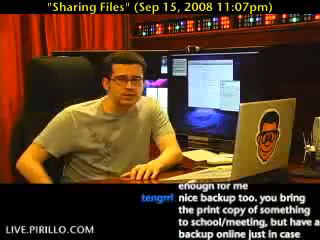 "Sharing Files" (Sep 15, 2008 11:07pm)
enough for me
tengrrl nice backup too. you bring
the print copy of something
to school/meeting, but have a
backup online just in case
LIVE.PIRILLO.COM